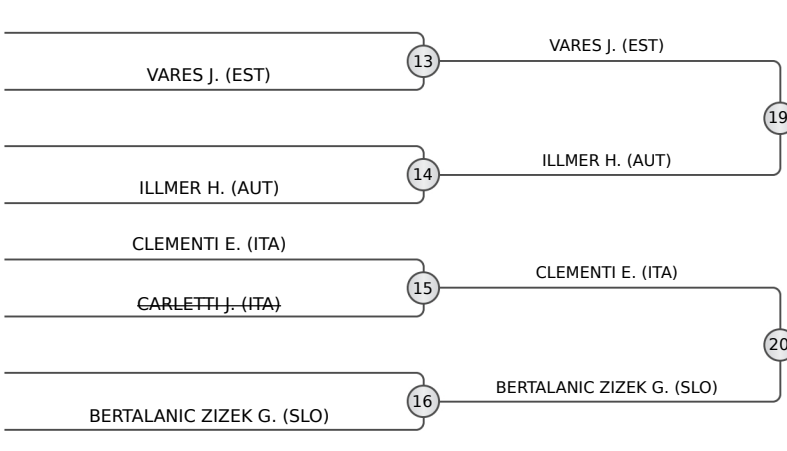 VARES J. (EST)
13
VARES J. (EST)
19
ILLMER H. (AUT)
14
ILLMER H. (AUT)
CLEMENTI E. (ITA)
CLEMENTI E. (ITA)
15
CARLETTI J. (ITA)
20
BERTALANIC ZIZEK G. (SLO)
16
BERTALANIC ZIZEK G. (SLO)